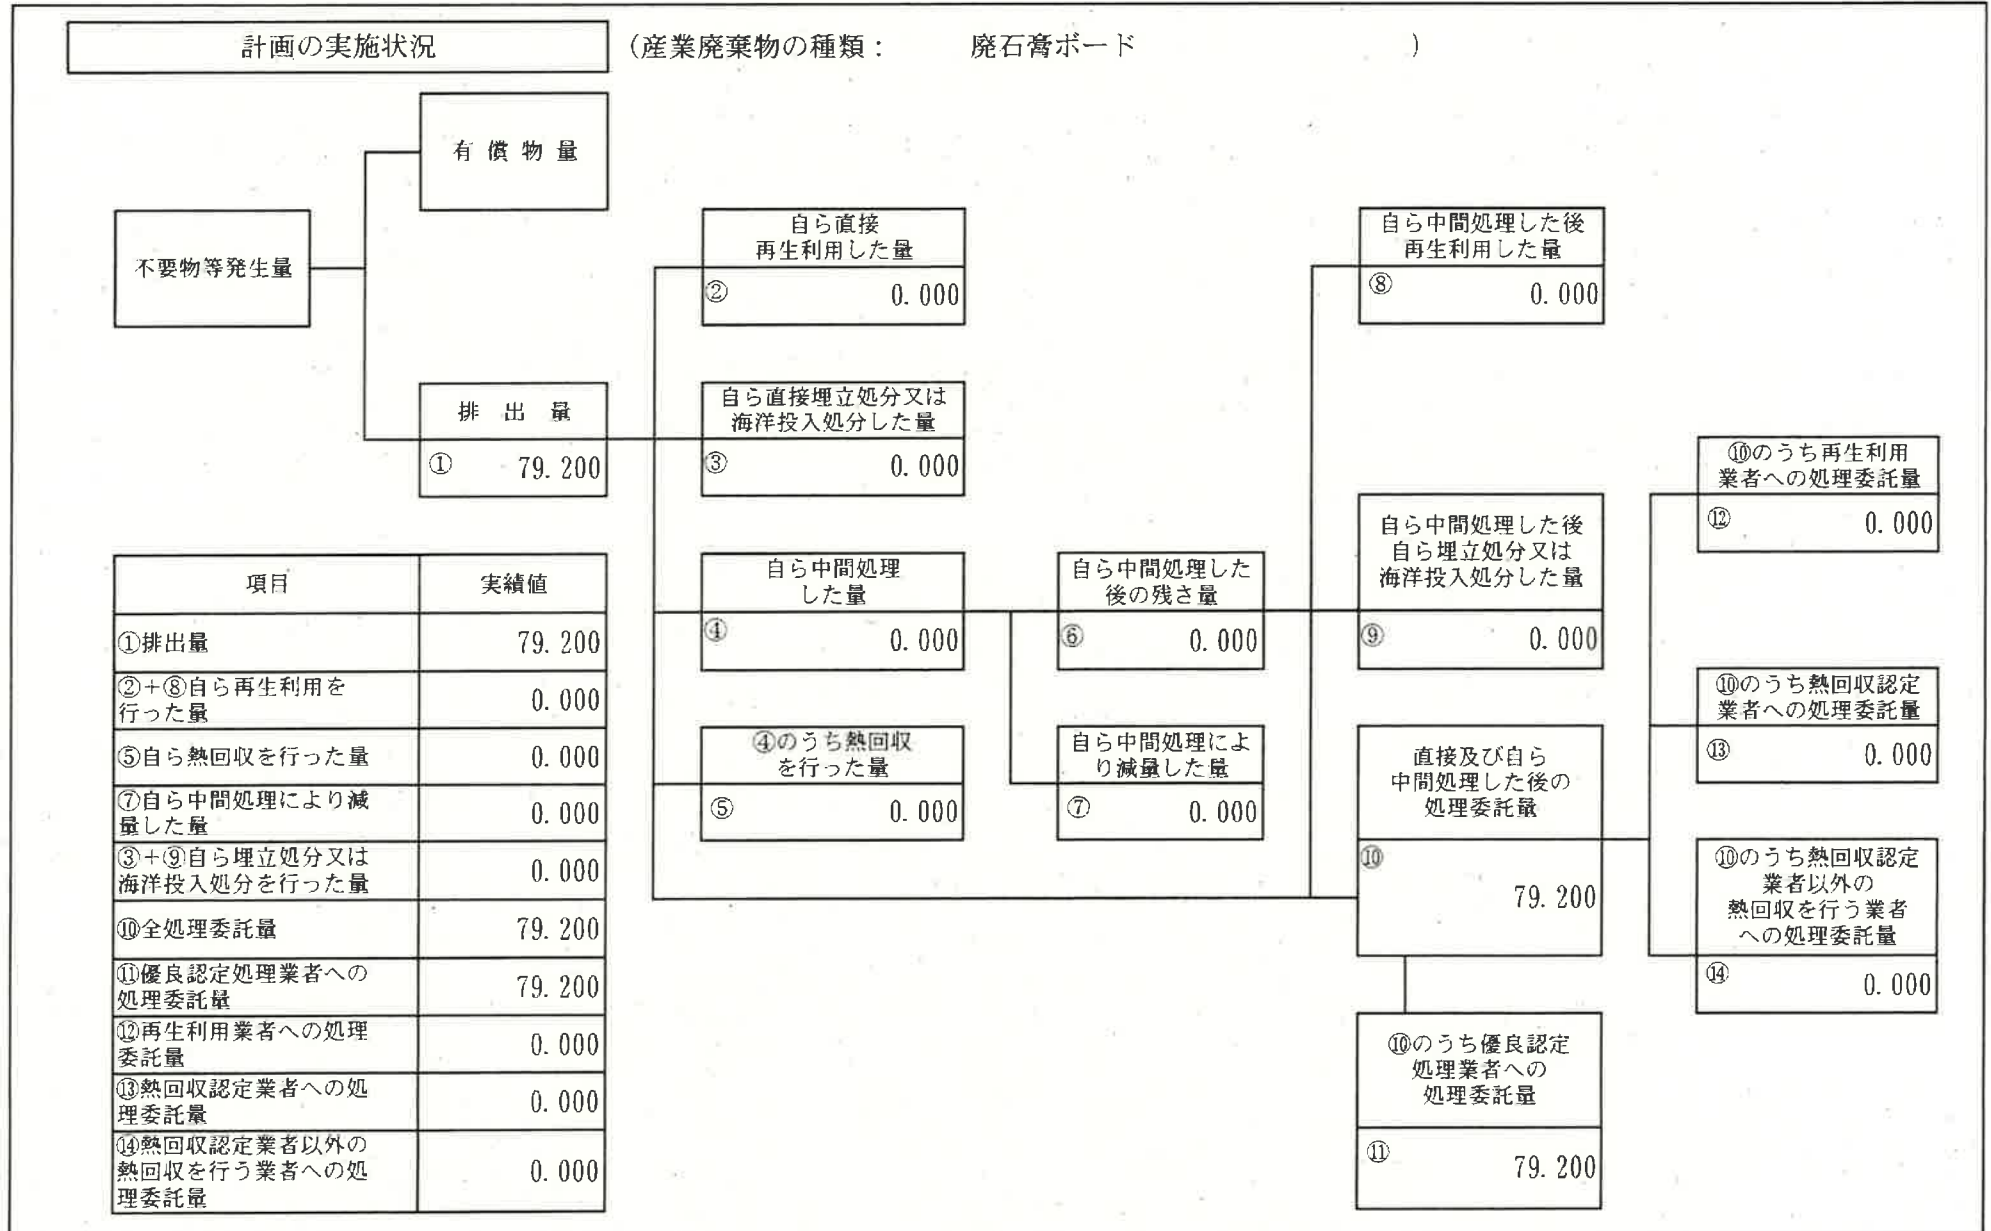 計画の実施状況 (産業廃棄物の種類： 廃石膏ボード )
有償物量
不要物等発生量
自ら直接
再生利用した量
② 0.000
自ら中間処理した後
再生利用した量
⑧ 0.000
排出量
① 79.200
自ら直接埋立処分又は
海洋投入処分した量
③ 0.000
⑩のうち再生利用
業者への処理委託量
⑫ 0.000
自ら中間処理
した量
④ 0.000
自ら中間処理した
後の残さ量
⑥ 0.000
自ら中間処理した後
自ら埋立処分又は
海洋投入処分した量
⑨ 0.000
⑩のうち熱回収認定
業者への処理委託量
⑬ 0.000
④のうち熱回収
を行った量
⑤ 0.000
自ら中間処理によ
り減量した量
⑦ 0.000
直接及び自ら
中間処理した後の
処理委託量
⑩
79.200
⑩のうち熱回収認定
業者以外の
熱回収を行う業者
への処理委託量
⑭ 0.000
⑩のうち優良認定
処理業者への
処理委託量
⑪ 79.200
項目 実績値
①排出量 79.200
②+⑧自ら再生利用を
行った量 0.000
⑤自ら熱回収を行った量 0.000
⑦自ら中間処理により減
量した量 0.000
③+⑨自ら埋立処分又は
海洋投入処分を行った量 0.000
⑩全処理委託量 79.200
⑪優良認定処理業者への
処理委託量 79.200
⑫再生利用業者への処理
委託量 0.000
⑬熱回収認定業者への処
理委託量 0.000
⑭熱回収認定業者以外の
熱回収を行う業者への処
理委託量 0.000